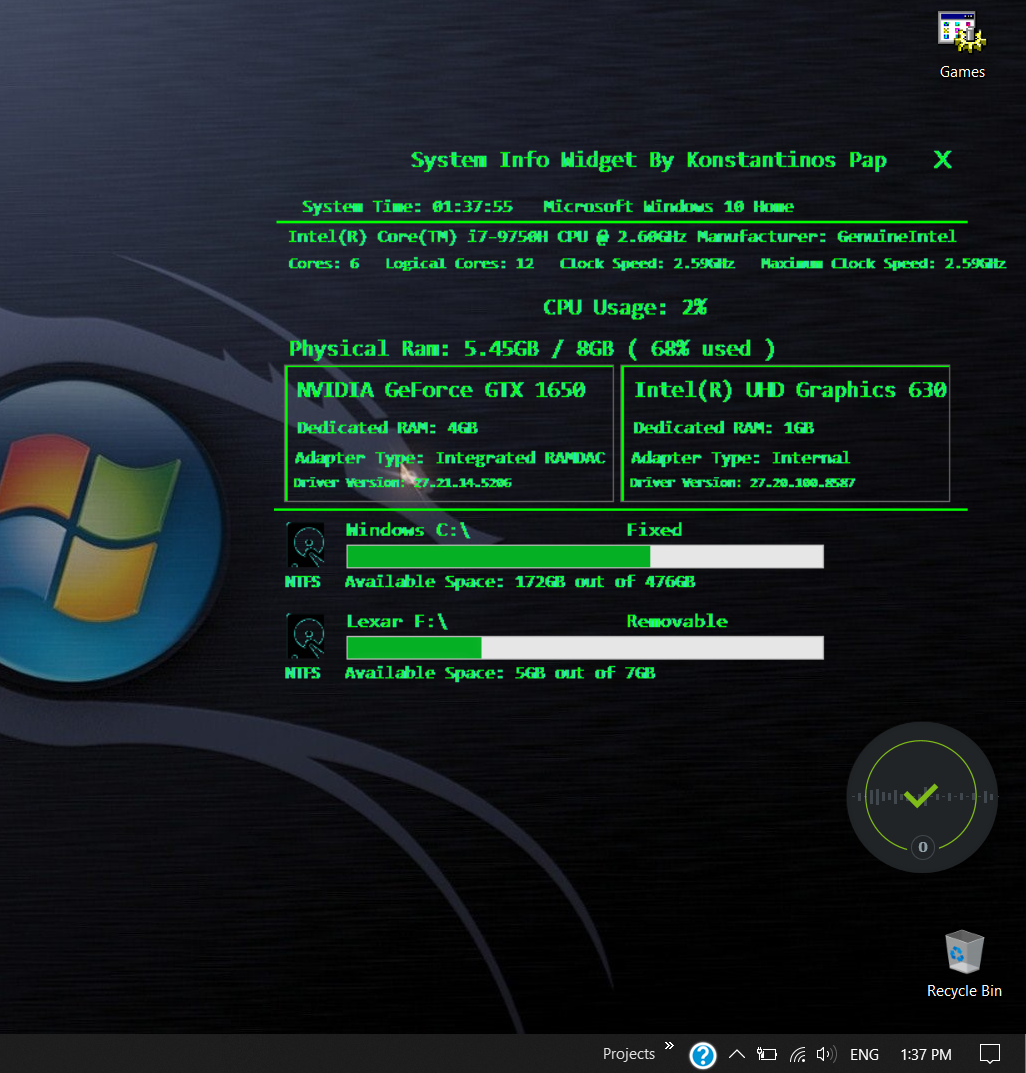 Games
System Info Widget By Konstantinos Pap X
System Time: 01:37:55 Microsoft Windows 10 Home
Intel(R) Core(TM) i7-9750H CPU @ 2.60GHz Manufacturer: GenuineIntel
Cores: 6 Logical Cores: 12 Clock Speed: 2.59GHz Maximum Clock Speed: 2.59GHz
CPU Usage: 2%
Physical Ram: 5.45GB / 8GB ( 68% used )
NVIDIA GeForce GTX 1650
Dedicated RAM: 4GB
Adapter Type: Integrated RAMDAC
Driver Version: 27.21.14.5206
Intel(R) UHD Graphics 630
Dedicated RAM: 1GB
Adapter Type: Internal
Driver Version: 27.20.100.8587
Windows C:\ Fixed
NTFS Available Space: 172GB out of 476GB
Lexar F:\ Removable
NTFS Available Space: 5GB out of 7GB
0
Recycle Bin
Projects » ? ENG 1:37 PM